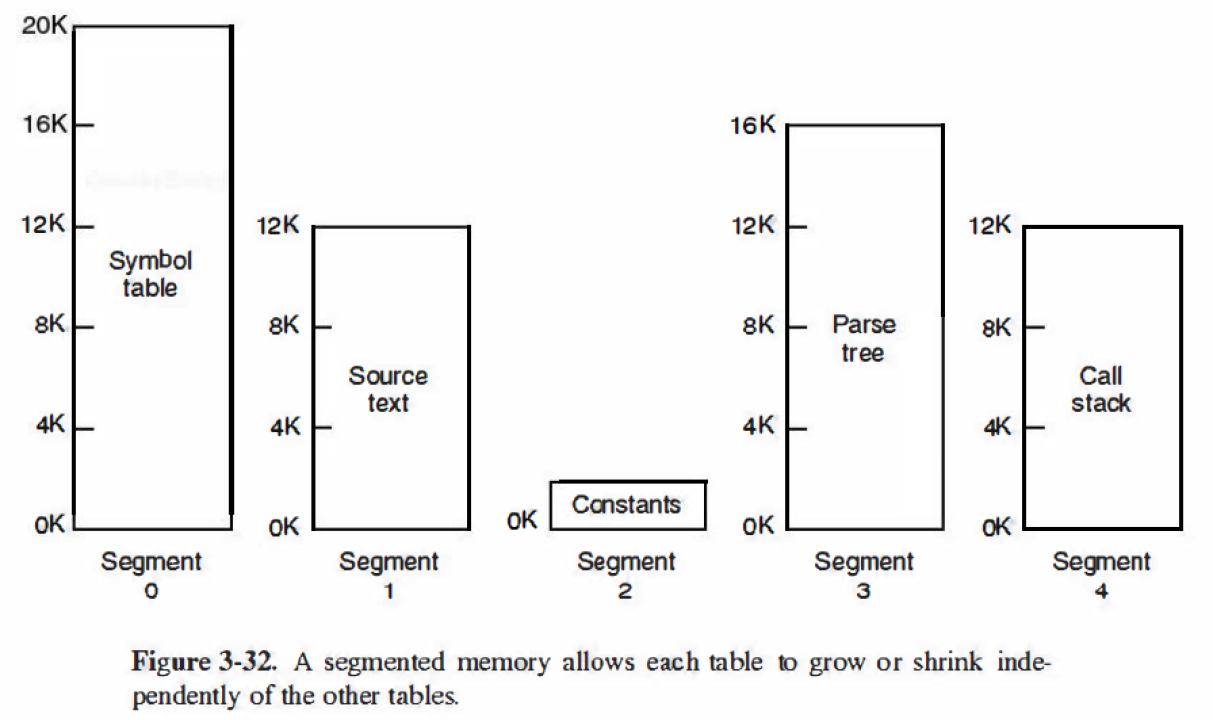 20K
16K
12K
8K
4K
0K
Symbol
table
Segment
0
12K
8K
4K
0K
Source
text
Segment
1
0K
Constants
Segment
2
16K
12K
8K
4K
0K
Parse
tree
Segment
3
12K
8K
4K
0K
Call
stack
Segment
4
Figure 3-32. A segmented memory allows each table to grow or shrink inde-
pendently of the other tables.